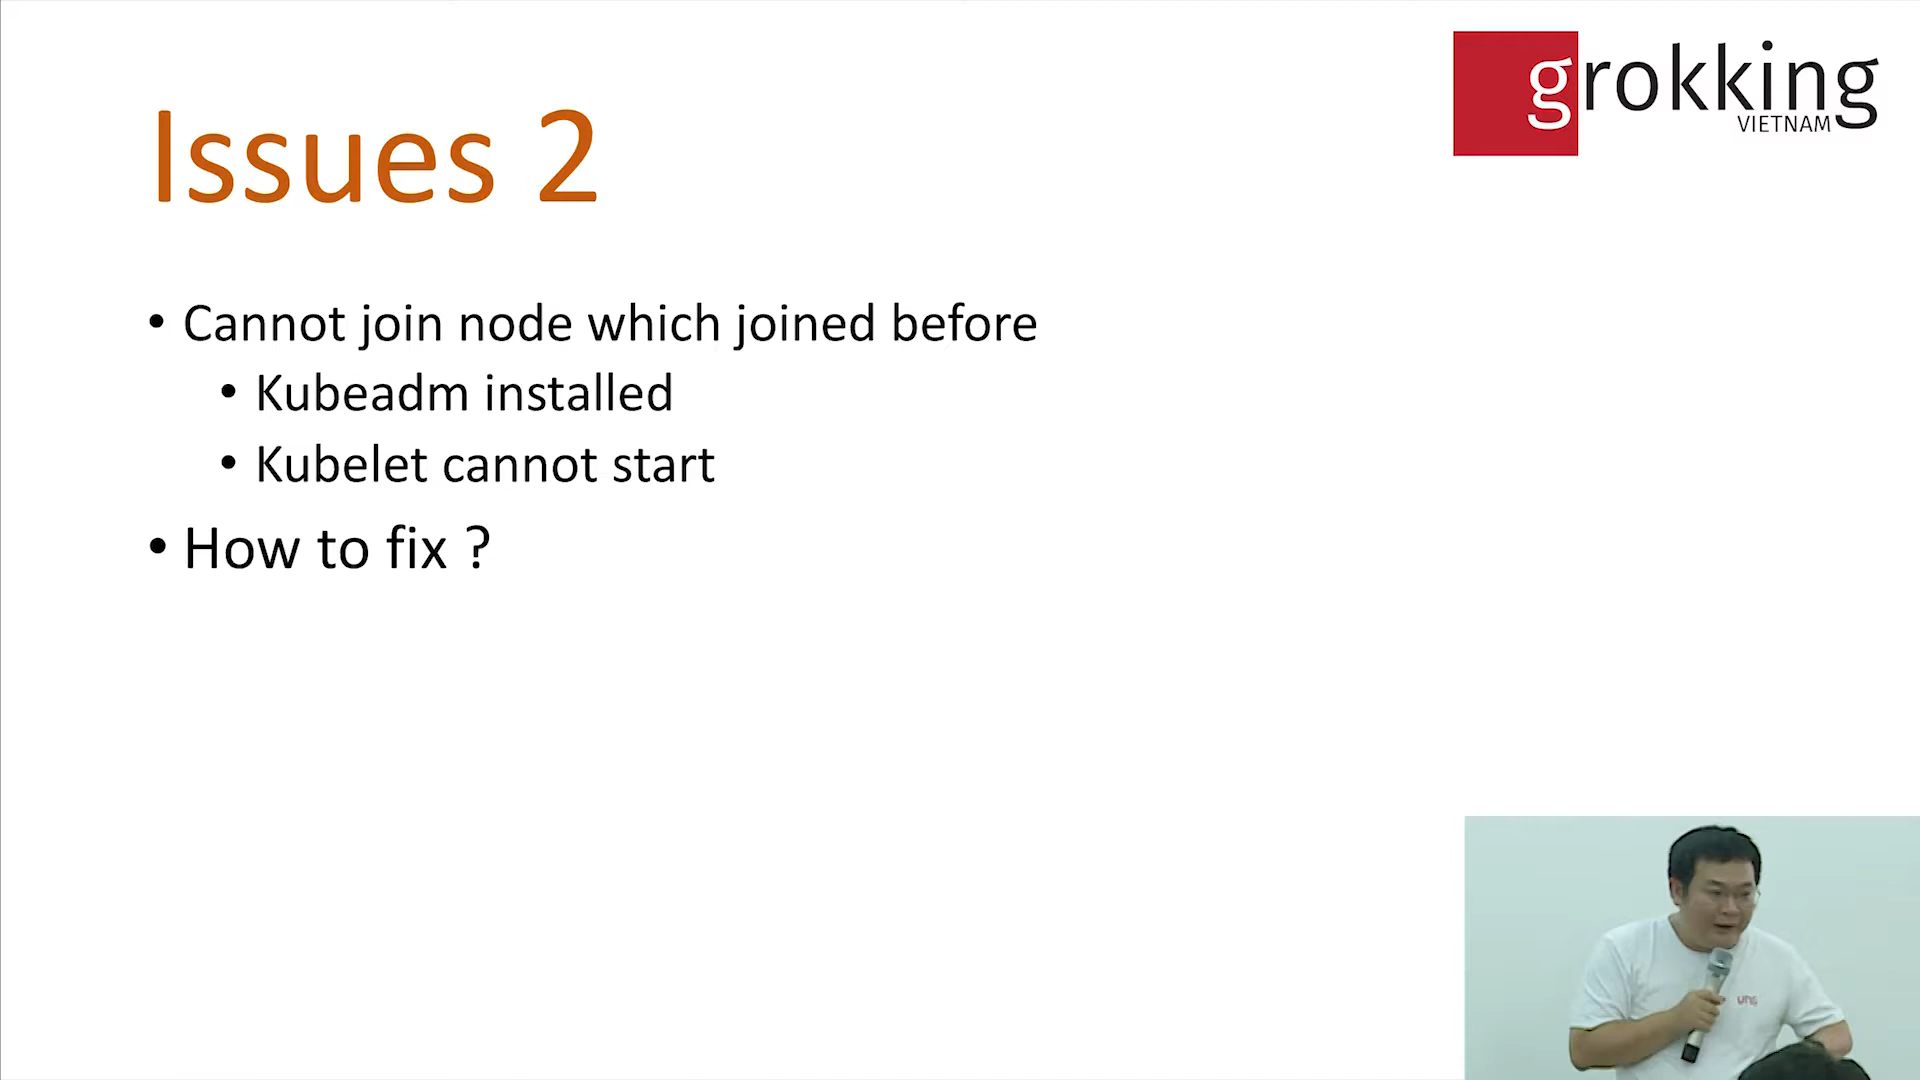 grokking
VIETNAM
Issues 2
• Cannot join node which joined before
• Kubeadm installed
• Kubelet cannot start
• How to fix ?